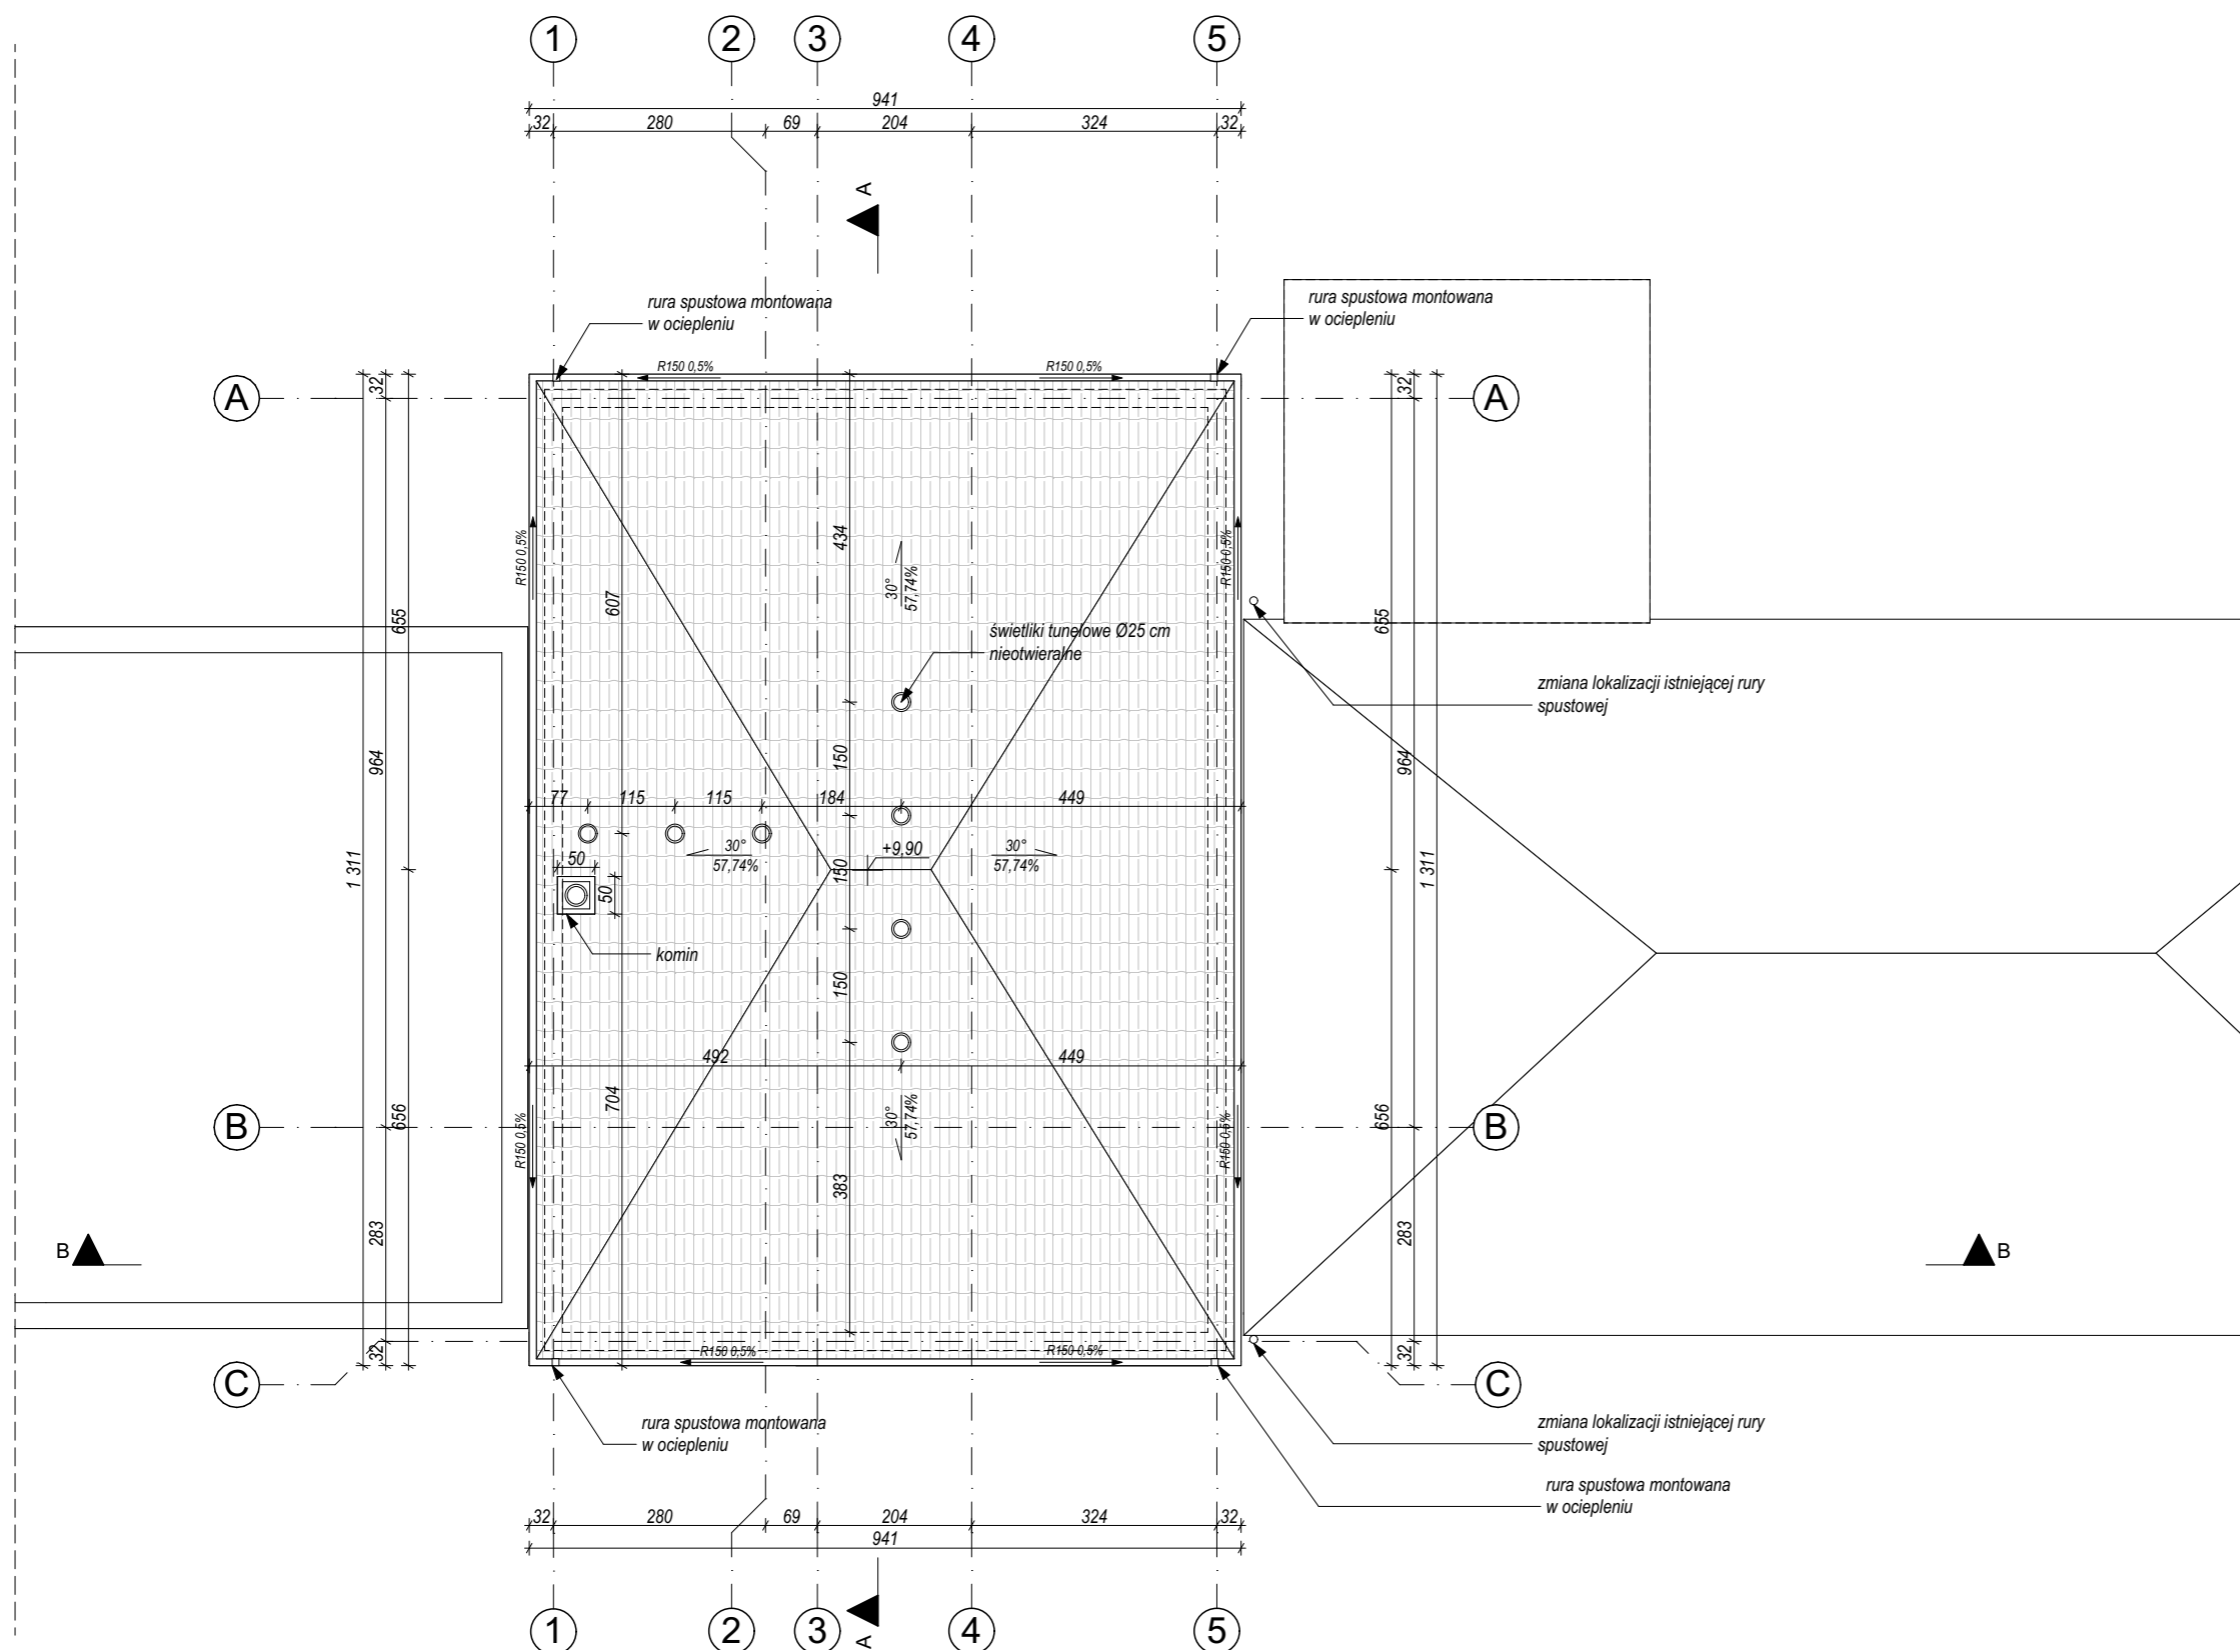 1 2 3 4 5
941
32 280 69 204 324 32
A
rura spustowa montowana
w ociepleniu
rura spustowa montowana
w ociepleniu
R150 0,5% R150 0,5%
A A
32 32
434
R150 0,5% R150 0,5%
30°
57,74%
607
655 655
świetliki tunelowe Ø25 cm
nieotwieralne
zmiana lokalizacji istniejącej rury
spustowej
964 150 964
77 115 115 184 449
30°
57,74%
+9,90
30°
57,74%
1 311 50 150 1 311
50
komin
150
492 449
704
30°
57,74%
656 656
B B
R150 0,5% R150 0,5%
383
283 283
B B
32 32
R150 0,5% R150 0,5%
C C
rura spustowa montowana
w ociepleniu
zmiana lokalizacji istniejącej rury
spustowej
rura spustowa montowana
w ociepleniu
32 280 69 204 324 32
941
1 2 3 4 5
A